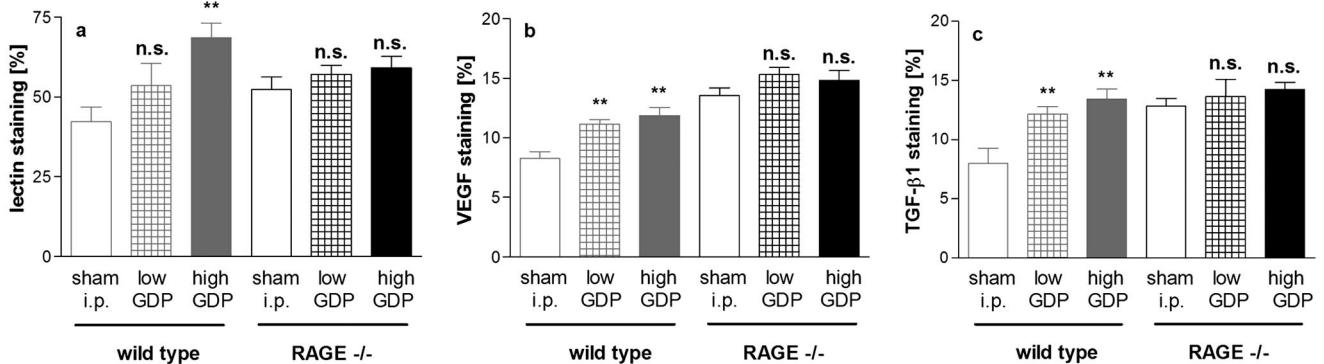 a
lectin staining [%]
75
50
25
0
n.s.
**
n.s.
n.s.
sham i.p.
low GDP
high GDP
sham i.p.
low GDP
high GDP
wild type
RAGE -/-
b
VEGF staining [%]
20
15
10
5
0
**
**
n.s.
n.s.
sham i.p.
low GDP
high GDP
sham i.p.
low GDP
high GDP
wild type
RAGE -/-
c
TGF-β1 staining [%]
20
15
10
5
0
**
**
n.s.
n.s.
sham i.p.
low GDP
high GDP
sham i.p.
low GDP
high GDP
wild type
RAGE -/-